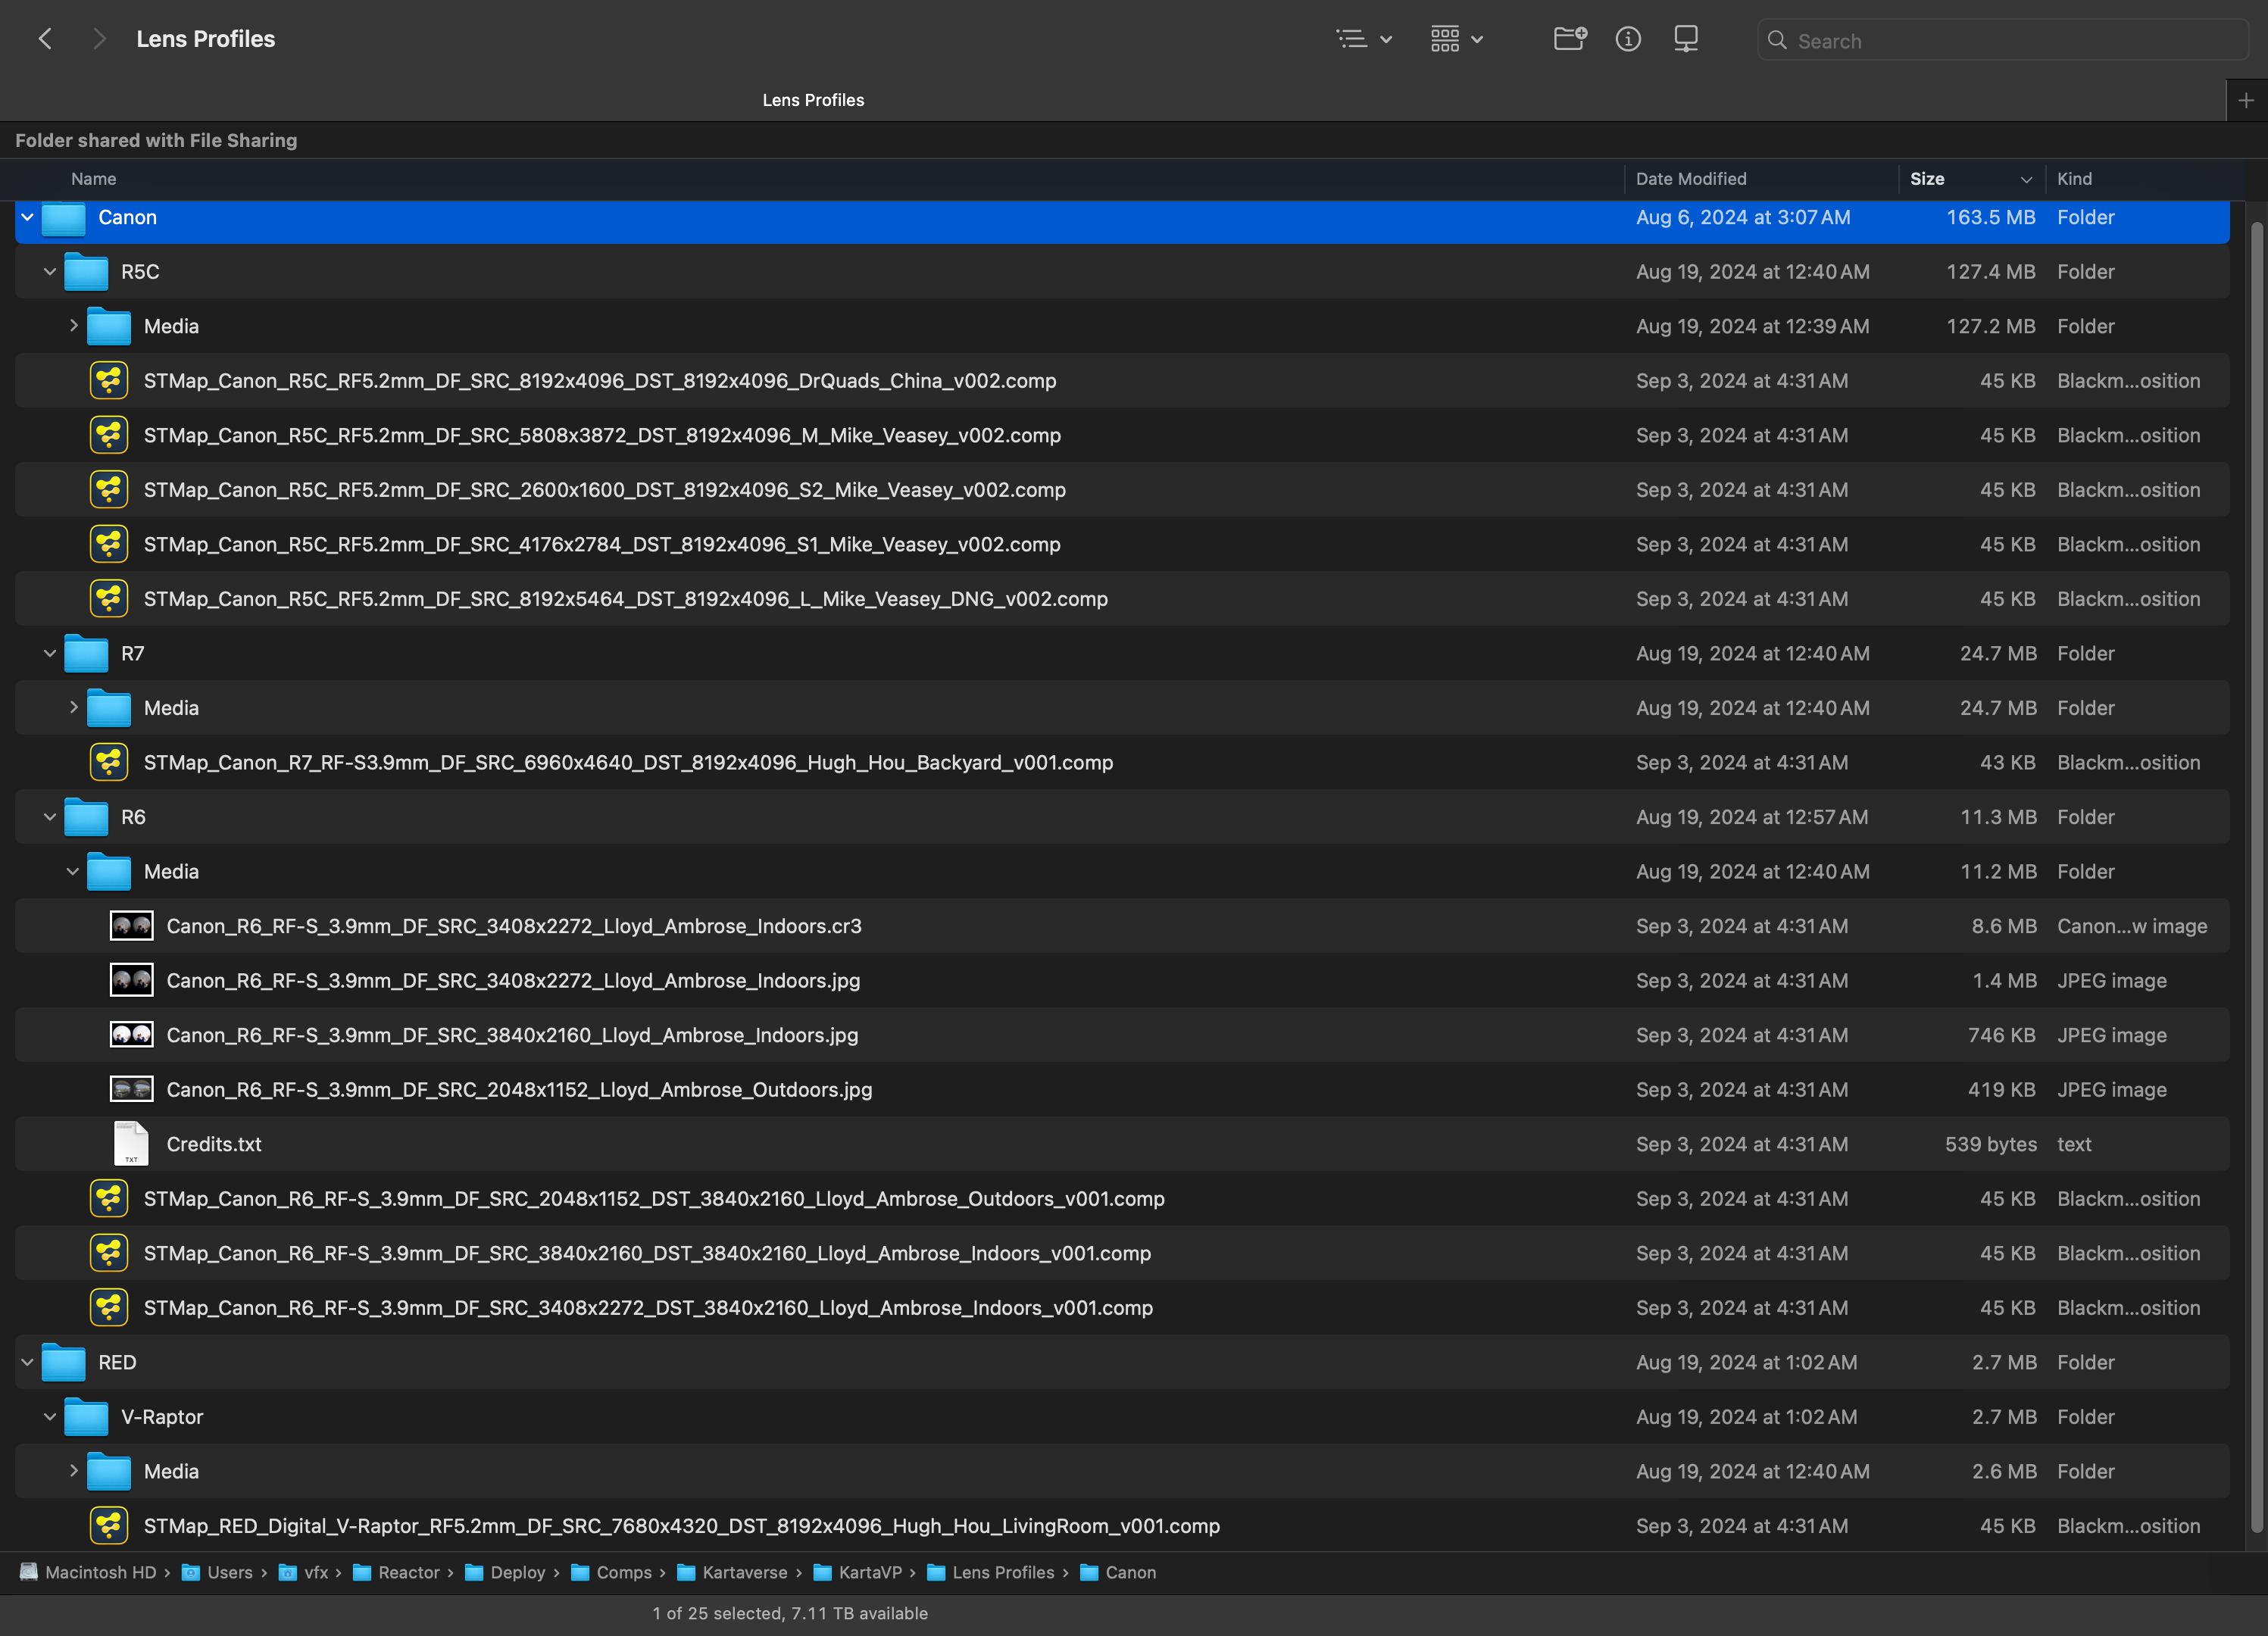 Lens Profiles
Search
Lens Profiles
Folder shared with File Sharing
Name Date Modified Size Kind
Canon Aug 6, 2024 at 3:07 AM 163.5 MB Folder
R5C Aug 19, 2024 at 12:40 AM 127.4 MB Folder
Media Aug 19, 2024 at 12:39 AM 127.2 MB Folder
STMap_Canon_R5C_RF5.2mm_DF_SRC_8192x4096_DST_8192x4096_DrQuads_China_v002.comp Sep 3, 2024 at 4:31 AM 45 KB Blackm...osition
STMap_Canon_R5C_RF5.2mm_DF_SRC_5808x3872_DST_8192x4096_M_Mike_Veasey_v002.comp Sep 3, 2024 at 4:31 AM 45 KB Blackm...osition
STMap_Canon_R5C_RF5.2mm_DF_SRC_2600x1600_DST_8192x4096_S2_Mike_Veasey_v002.comp Sep 3, 2024 at 4:31 AM 45 KB Blackm...osition
STMap_Canon_R5C_RF5.2mm_DF_SRC_4176x2784_DST_8192x4096_S1_Mike_Veasey_v002.comp Sep 3, 2024 at 4:31 AM 45 KB Blackm...osition
STMap_Canon_R5C_RF5.2mm_DF_SRC_8192x5464_DST_8192x4096_L_Mike_Veasey_DNG_v002.comp Sep 3, 2024 at 4:31 AM 45 KB Blackm...osition
R7 Aug 19, 2024 at 12:40 AM 24.7 MB Folder
Media Aug 19, 2024 at 12:40 AM 24.7 MB Folder
STMap_Canon_R7_RF-S3.9mm_DF_SRC_6960x4640_DST_8192x4096_Hugh_Hou_Backyard_v001.comp Sep 3, 2024 at 4:31 AM 43 KB Blackm...osition
R6 Aug 19, 2024 at 12:57 AM 11.3 MB Folder
Media Aug 19, 2024 at 12:40 AM 11.2 MB Folder
Canon_R6_RF-S_3.9mm_DF_SRC_3408x2272_Lloyd_Ambrose_Indoors.cr3 Sep 3, 2024 at 4:31 AM 8.6 MB Canon...w image
Canon_R6_RF-S_3.9mm_DF_SRC_3408x2272_Lloyd_Ambrose_Indoors.jpg Sep 3, 2024 at 4:31 AM 1.4 MB JPEG image
Canon_R6_RF-S_3.9mm_DF_SRC_3840x2160_Lloyd_Ambrose_Indoors.jpg Sep 3, 2024 at 4:31 AM 746 KB JPEG image
Canon_R6_RF-S_3.9mm_DF_SRC_2048x1152_Lloyd_Ambrose_Outdoors.jpg Sep 3, 2024 at 4:31 AM 419 KB JPEG image
TXT Credits.txt Sep 3, 2024 at 4:31 AM 539 bytes text
STMap_Canon_R6_RF-S_3.9mm_DF_SRC_2048x1152_DST_3840x2160_Lloyd_Ambrose_Outdoors_v001.comp Sep 3, 2024 at 4:31 AM 45 KB Blackm...osition
STMap_Canon_R6_RF-S_3.9mm_DF_SRC_3840x2160_DST_3840x2160_Lloyd_Ambrose_Indoors_v001.comp Sep 3, 2024 at 4:31 AM 45 KB Blackm...osition
STMap_Canon_R6_RF-S_3.9mm_DF_SRC_3408x2272_DST_3840x2160_Lloyd_Ambrose_Indoors_v001.comp Sep 3, 2024 at 4:31 AM 45 KB Blackm...osition
RED Aug 19, 2024 at 1:02 AM 2.7 MB Folder
V-Raptor Aug 19, 2024 at 1:02 AM 2.7 MB Folder
Media Aug 19, 2024 at 12:40 AM 2.6 MB Folder
STMap_RED_Digital_V-Raptor_RF5.2mm_DF_SRC_7680x4320_DST_8192x4096_Hugh_Hou_LivingRoom_v001.comp Sep 3, 2024 at 4:31 AM 45 KB Blackm...osition
Macintosh HD › Users › vfx › Reactor › Deploy › Comps › Kartaverse › KartaVP › Lens Profiles › Canon
1 of 25 selected, 7.11 TB available